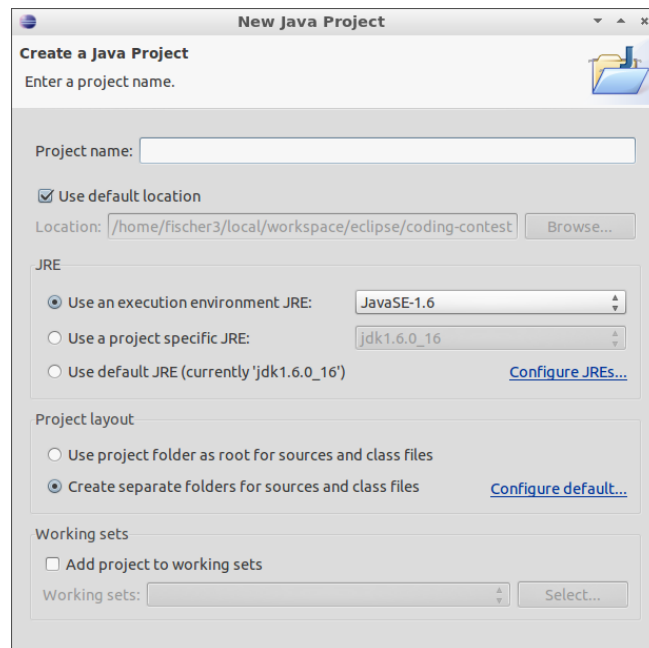 New Java Project
Create a Java Project
Enter a project name.
Project name:
Use default location
Location: /home/fischer3/local/workspace/eclipse/coding-contest Browse...
JRE
Use an execution environment JRE: JavaSE-1.6
Use a project specific JRE: jdk1.6.0_16
Use default JRE (currently 'jdk1.6.0_16') Configure JREs...
Project layout
Use project folder as root for sources and class files
Create separate folders for sources and class files Configure default...
Working sets
Add project to working sets
Working sets: Select...